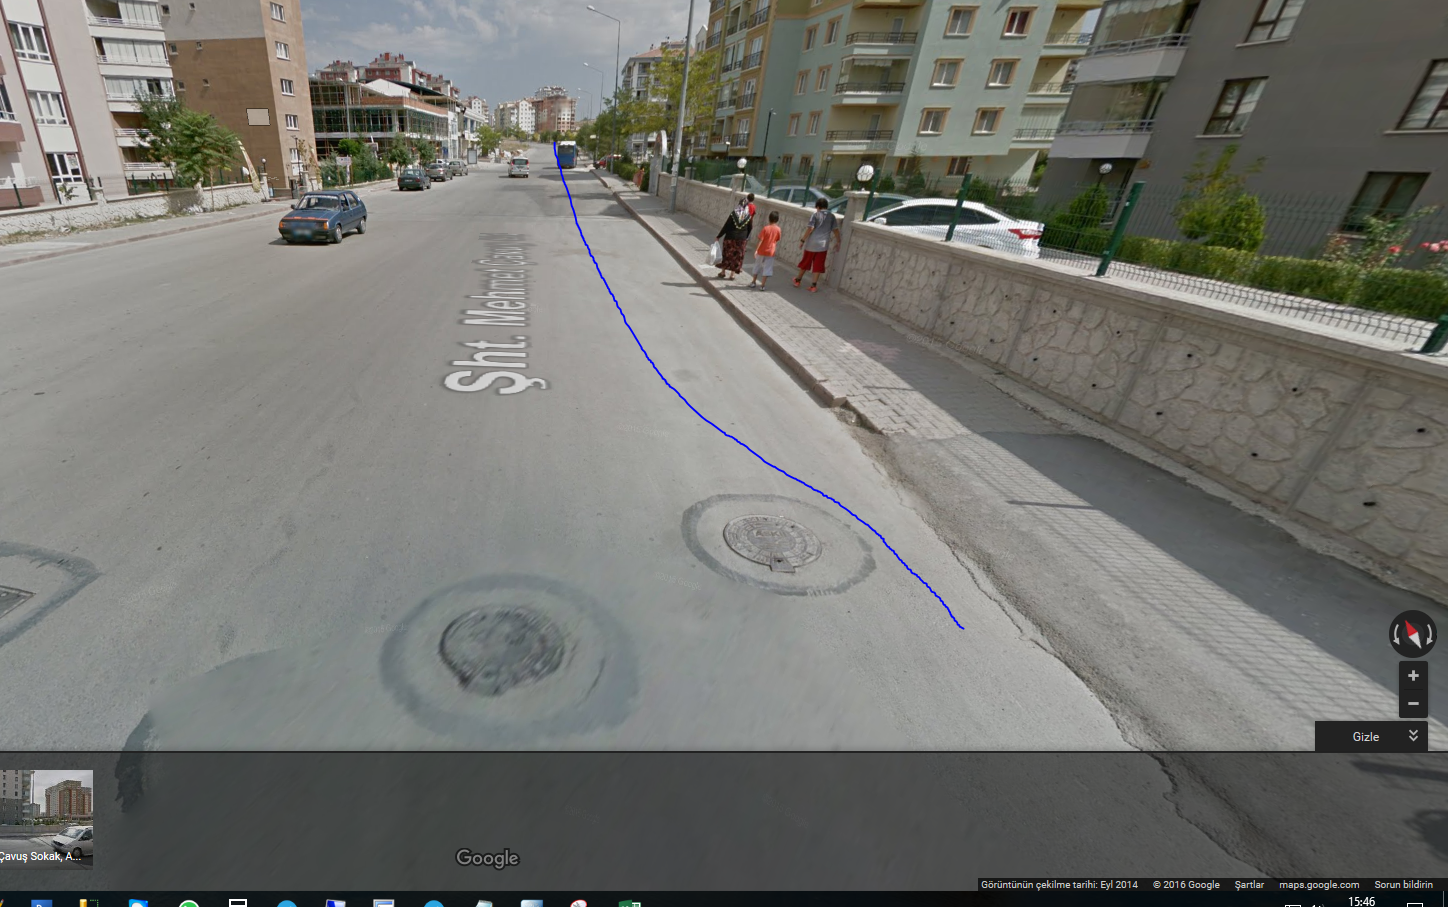 Şht. Mehmet Çavuş
Gizle
Çavuş Sokak, A...
Google
Görüntünün çekilme tarihi: Eyl 2014
© 2016 Google
Şartlar
maps.google.com
Sorun bildirin
15:46